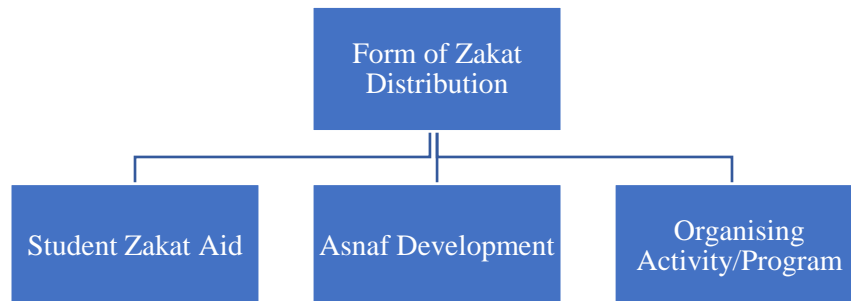 Form of Zakat
Distribution
Student Zakat Aid
Asnaf Development
Organising
Activity/Program